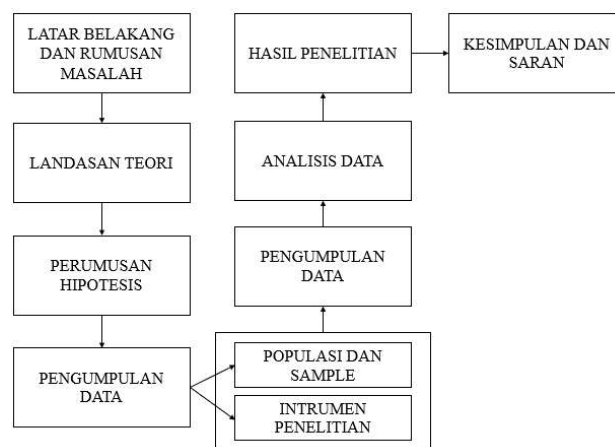 LATAR BELAKANG
DAN RUMUSAN
MASALAH
LANDASAN TEORI
PERUMUSAN
HIPOTESIS
PENGUMPULAN
DATA
POPULASI DAN
SAMPLE
INTRUMEN
PENELITIAN
PENGUMPULAN
DATA
ANALISIS DATA
HASIL PENELITIAN
KESIMPULAN DAN
SARAN